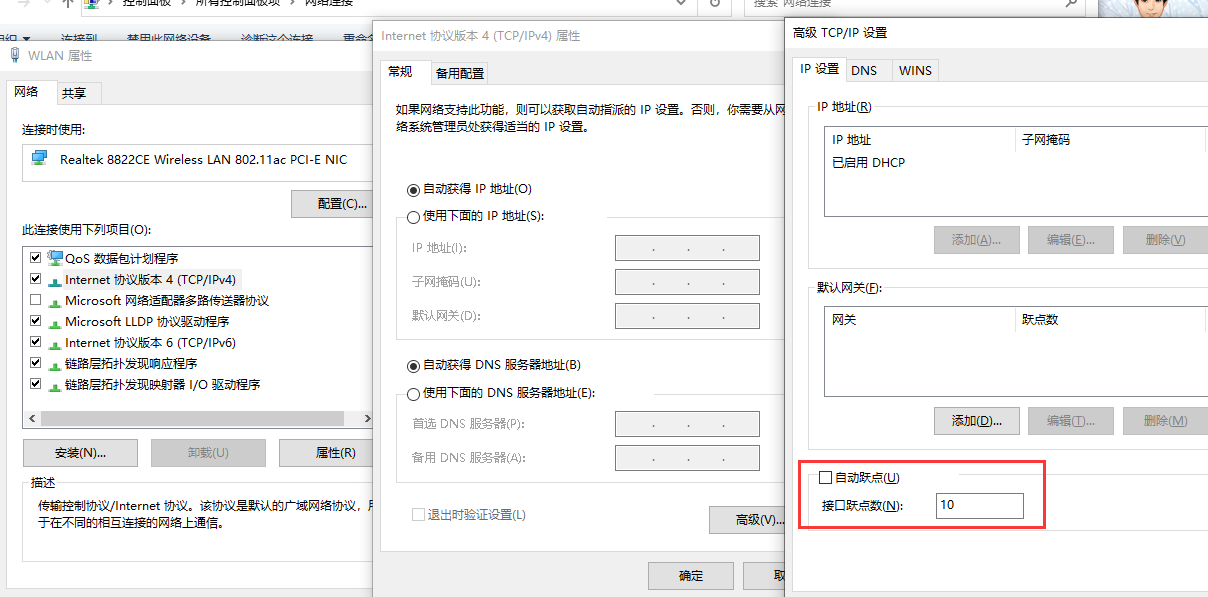 控制面板 › 所有控制面板项 › 网络连接
搜索 网络连接
组织 连接到 禁用此网络设备 诊断这个连接 重命名
WLAN 属性
网络
共享
连接时使用:
Realtek 8822CE Wireless LAN 802.11ac PCI-E NIC
配置(C)...
此连接使用下列项目(O):
QoS 数据包计划程序
Internet 协议版本 4 (TCP/IPv4)
Microsoft 网络适配器多路传送器协议
Microsoft LLDP 协议驱动程序
Internet 协议版本 6 (TCP/IPv6)
链路层拓扑发现响应程序
链路层拓扑发现映射器 I/O 驱动程序
安装(N)...
卸载(U)
属性(R)
描述
传输控制协议/Internet 协议。该协议是默认的广域网络协议，用
于在不同的相互连接的网络上通信。
Internet 协议版本 4 (TCP/IPv4) 属性
常规
备用配置
如果网络支持此功能，则可以获取自动指派的 IP 设置。否则，你需要从网
络系统管理员处获得适当的 IP 设置。
自动获得 IP 地址(O)
使用下面的 IP 地址(S):
IP 地址(I):
子网掩码(U):
默认网关(D):
自动获得 DNS 服务器地址(B)
使用下面的 DNS 服务器地址(E):
首选 DNS 服务器(P):
备用 DNS 服务器(A):
退出时验证设置(L)
高级(V)...
确定
取
高级 TCP/IP 设置
IP 设置
DNS
WINS
IP 地址(R)
IP 地址
子网掩码
已启用 DHCP
添加(A)...
编辑(E)...
删除(V)
默认网关(F):
网关
跃点数
添加(D)...
编辑(T)...
删除(M)
自动跃点(U)
接口跃点数(N):
10